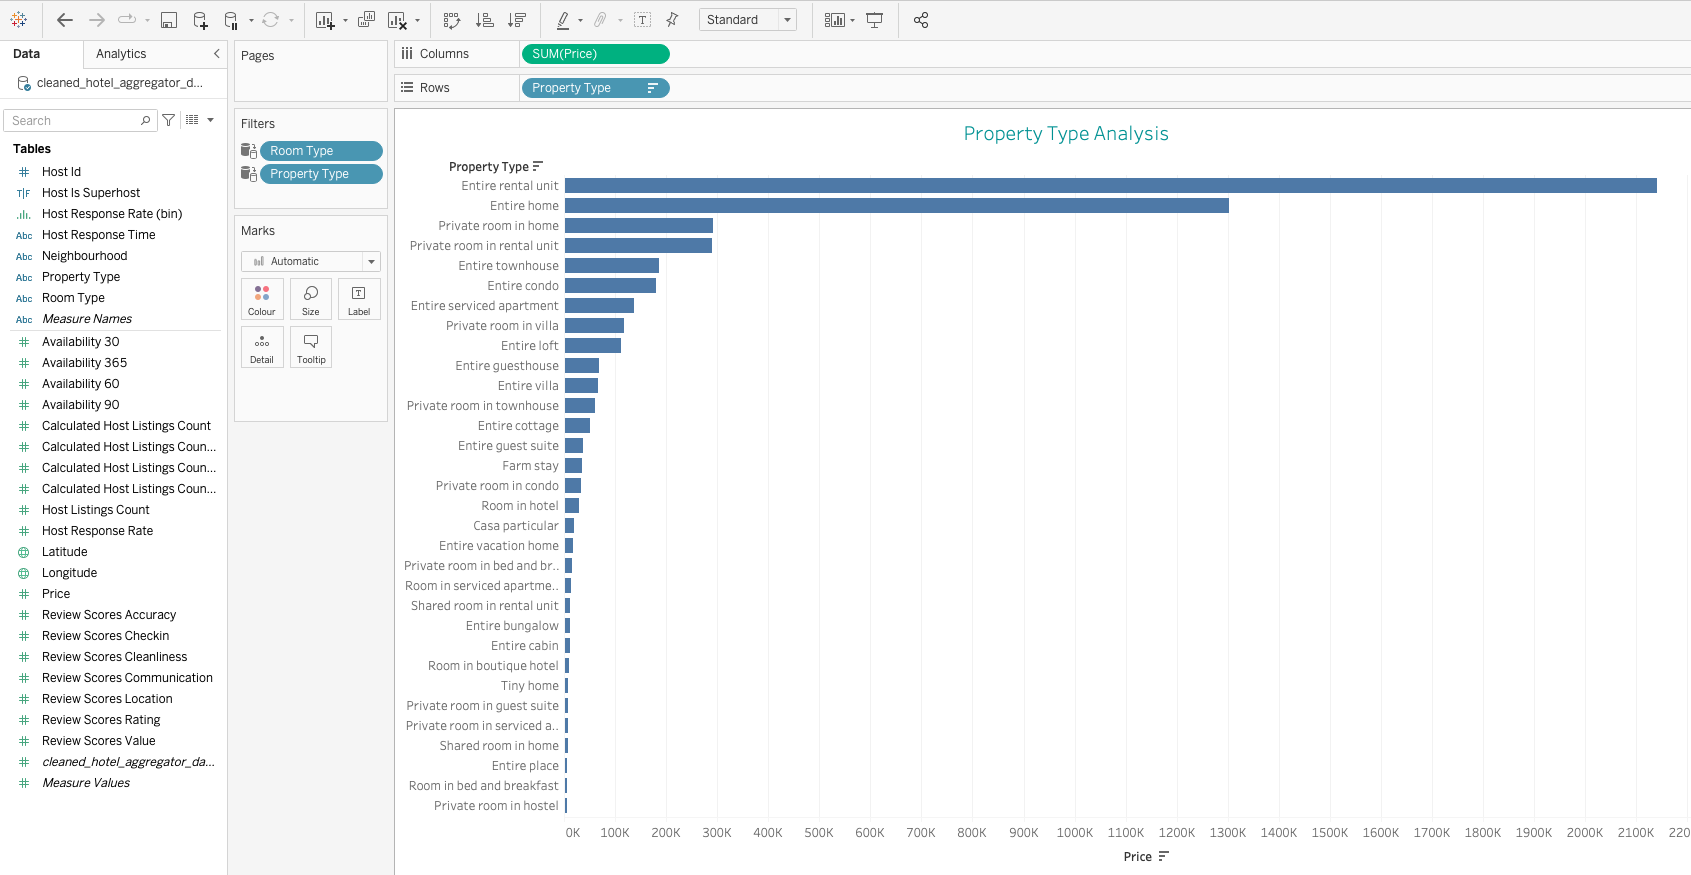 Standard
Data
Analytics
cleaned_hotel_aggregator_d...
Search
Tables
Host Id
T|F Host Is Superhost
Host Response Rate (bin)
Abc Host Response Time
Abc Neighbourhood
Abc Property Type
Abc Room Type
Abc Measure Names
Availability 30
Availability 365
Availability 60
Availability 90
Calculated Host Listings Count
Calculated Host Listings Coun...
Calculated Host Listings Coun...
Calculated Host Listings Coun...
Host Listings Count
Host Response Rate
Latitude
Longitude
Price
Review Scores Accuracy
Review Scores Checkin
Review Scores Cleanliness
Review Scores Communication
Review Scores Location
Review Scores Rating
Review Scores Value
cleaned_hotel_aggregator_da...
Measure Values
Pages
Filters
Room Type
Property Type
Marks
Automatic
Colour Size Label
Detail Tooltip
Columns SUM(Price)
Rows Property Type
Property Type Analysis
Property Type
Entire rental unit
Entire home
Private room in home
Private room in rental unit
Entire townhouse
Entire condo
Entire serviced apartment
Private room in villa
Entire loft
Entire guesthouse
Entire villa
Private room in townhouse
Entire cottage
Entire guest suite
Farm stay
Private room in condo
Room in hotel
Casa particular
Entire vacation home
Private room in bed and br..
Room in serviced apartme..
Shared room in rental unit
Entire bungalow
Entire cabin
Room in boutique hotel
Tiny home
Private room in guest suite
Private room in serviced a..
Shared room in home
Entire place
Room in bed and breakfast
Private room in hostel
0K 100K 200K 300K 400K 500K 600K 700K 800K 900K 1000K 1100K 1200K 1300K 1400K 1500K 1600K 1700K 1800K 1900K 2000K 2100K 220
Price